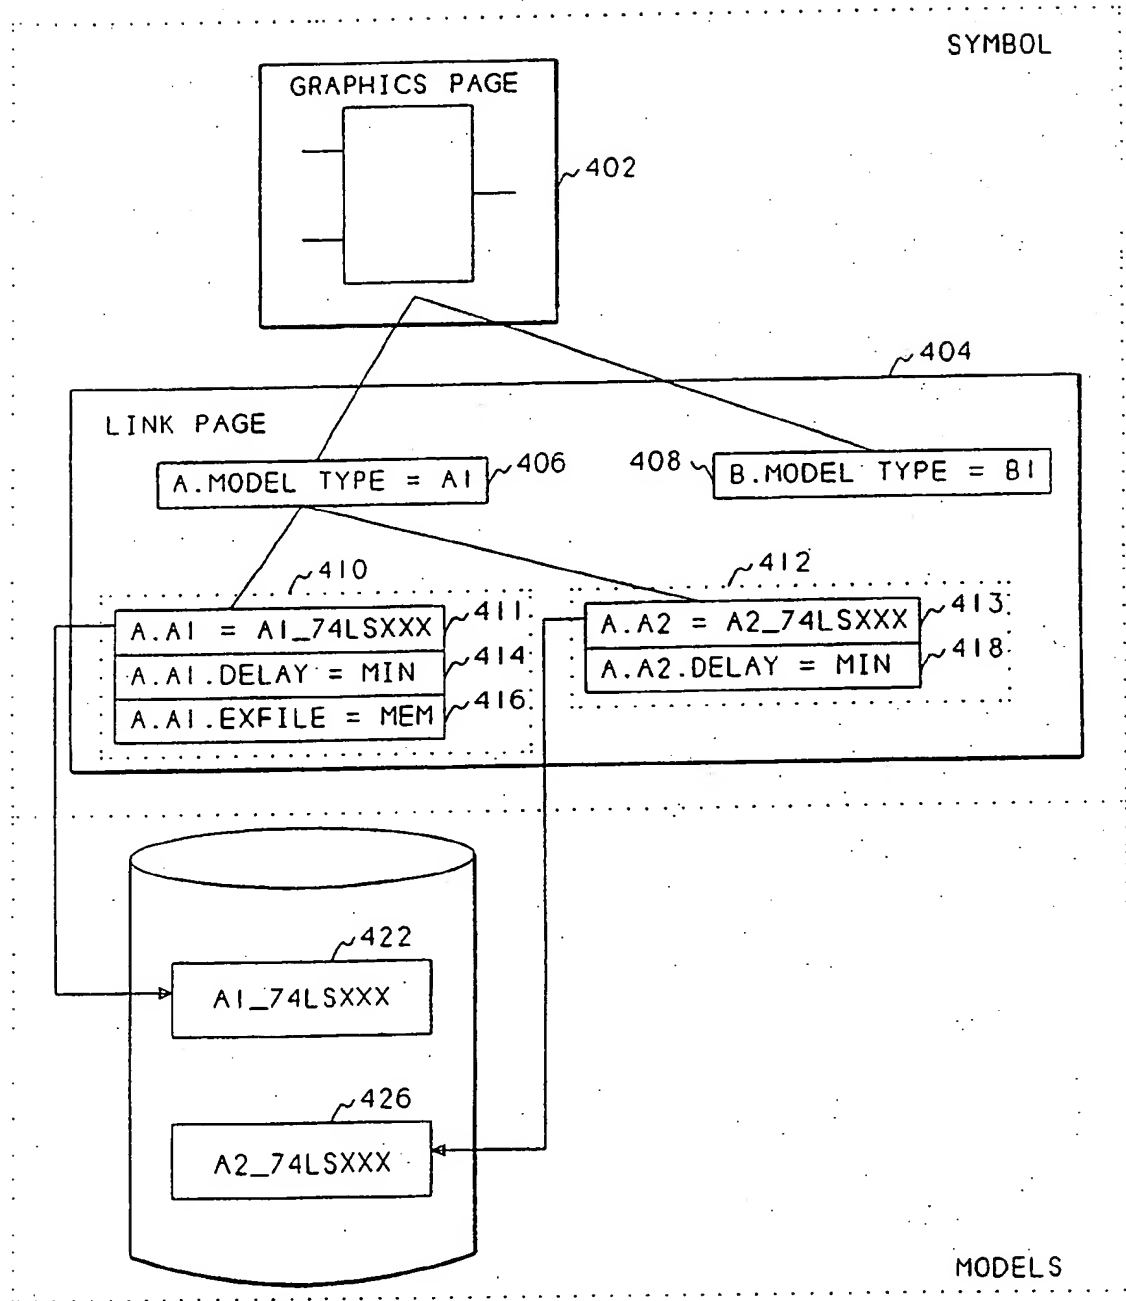 SYMBOL
GRAPHICS PAGE
402
404
LINK PAGE
A.MODEL TYPE = A1
406
408
B.MODEL TYPE = B1
410
412
A.A1 = A1_74LSXXX
411
A.A2 = A2_74LSXXX
413
A.A1.DELAY = MIN
414
A.A2.DELAY = MIN
418
A.A1.EXFILE = MEM
416
422
A1_74LSXXX
426
A2_74LSXXX
MODELS